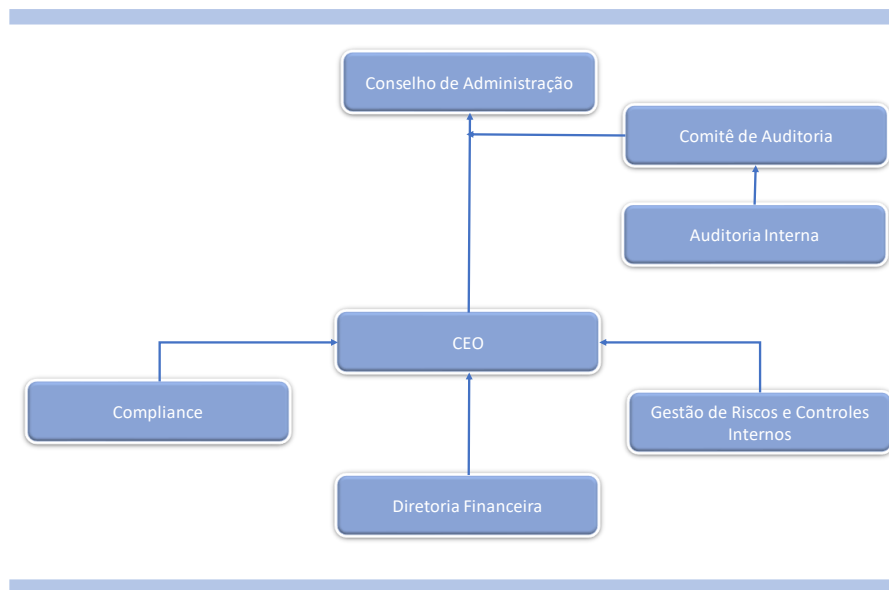 Conselho de Administração
Comitê de Auditoria
Auditoria Interna
CEO
Compliance
Gestão de Riscos e Controles
Internos
Diretoria Financeira